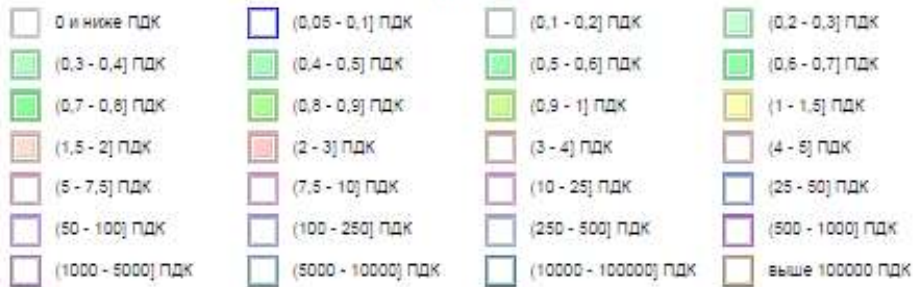 0 и ниже ПДК (0,05 - 0,1] ПДК (0,1 - 0,2] ПДК (0,2 - 0,3] ПДК
(0,3 - 0,4] ПДК (0,4 - 0,5] ПДК (0,5 - 0,6] ПДК (0,6 - 0,7] ПДК
(0,7 - 0,8] ПДК (0,8 - 0,9] ПДК (0,9 - 1] ПДК (1 - 1,5] ПДК
(1,5 - 2] ПДК (2 - 3] ПДК (3 - 4] ПДК (4 - 5] ПДК
(5 - 7,5] ПДК (7,5 - 10] ПДК (10 - 25] ПДК (25 - 50] ПДК
(50 - 100] ПДК (100 - 250] ПДК (250 - 500] ПДК (500 - 1000] ПДК
(1000 - 5000] ПДК (5000 - 10000] ПДК (10000 - 100000] ПДК выше 100000 ПДК